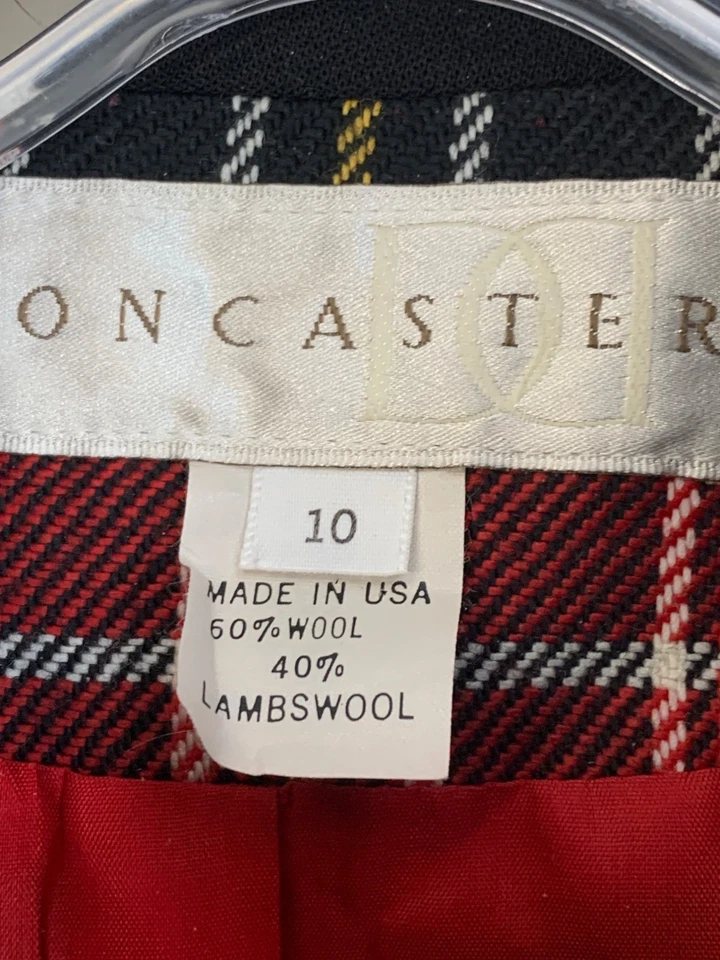 ONCASTER
10
MADE IN USA
60% WOOL
40%
LAMBSWOOL